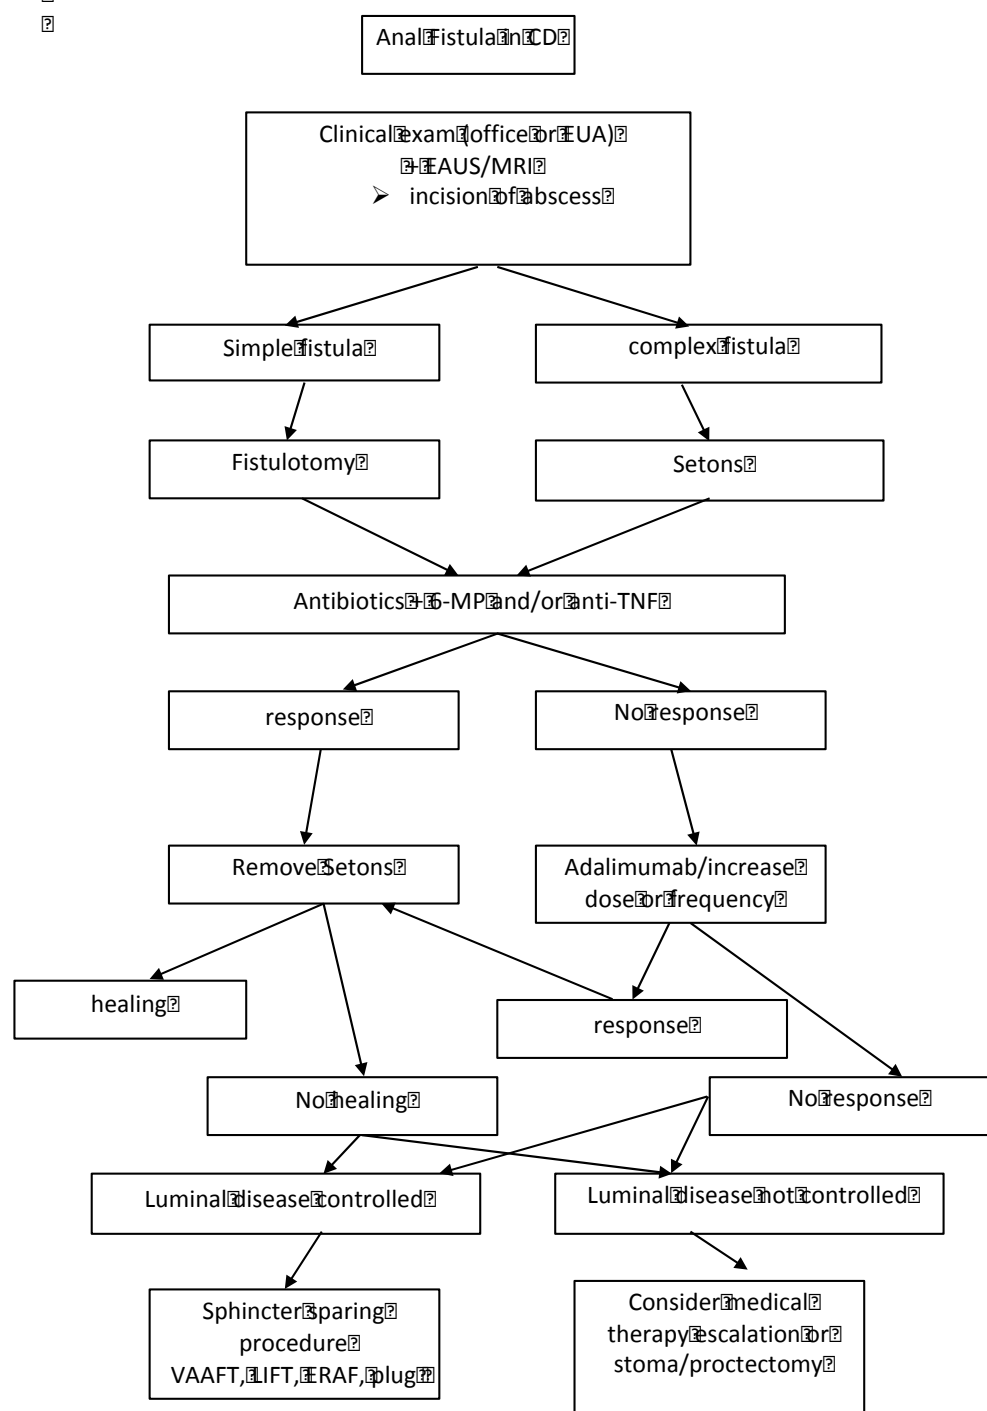 Anal Fistula in CD
Clinical exam (office or EUA)
+ EAUS/MRI
➢ incision of abscess
Simple fistula
complex fistula
Fistulotomy
Setons
Antibiotics + 6-MP and/or anti-TNF
response
No response
Remove Setons
Adalimumab/increase
dose or frequency
healing
response
No healing
No response
Luminal disease controlled
Luminal disease not controlled
Sphincter sparing
procedure
VAAFT, LIFT, ERAF, plug
Consider medical
therapy escalation or
stoma/proctectomy